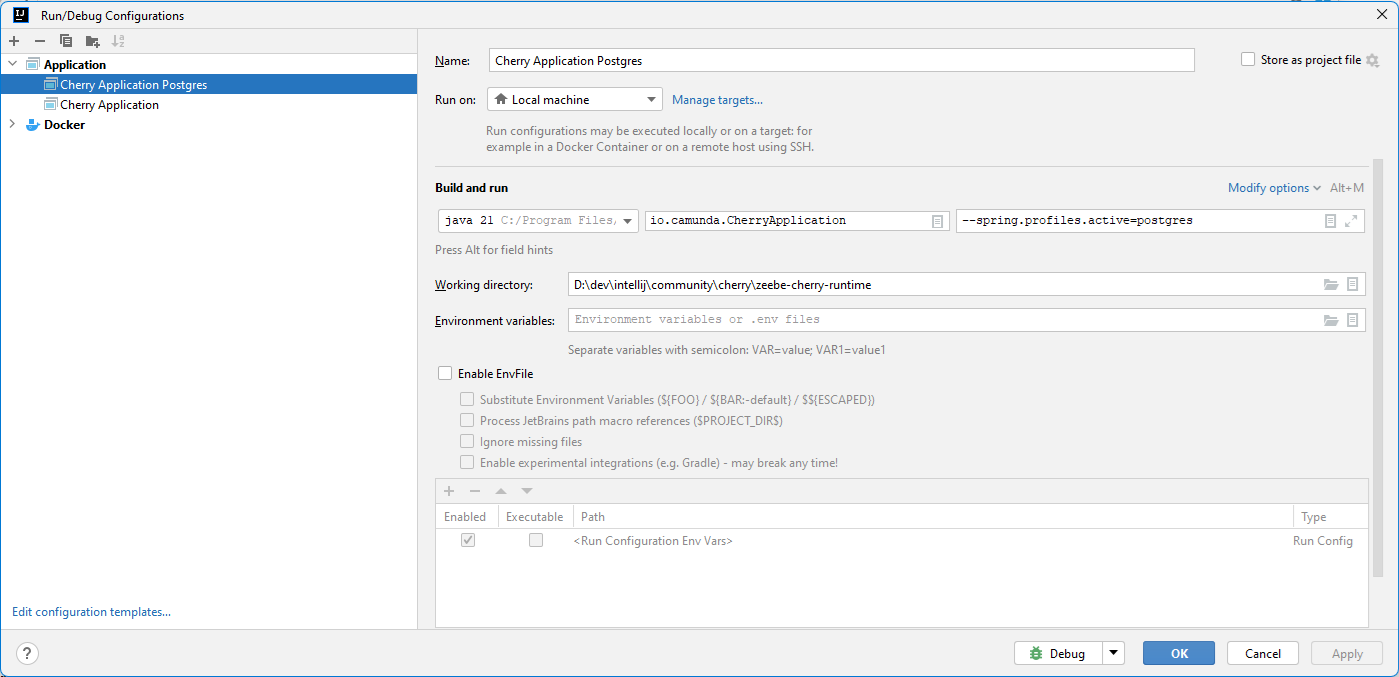 Run/Debug Configurations
Application
Cherry Application Postgres
Cherry Application
Docker
Edit configuration templates...
Name: Cherry Application Postgres
Store as project file
Run on: Local machine
Manage targets...
Run configurations may be executed locally or on a target: for
example in a Docker Container or on a remote host using SSH.
Build and run
Modify options Alt+M
java 21 C:/Program Files/
io.camunda.CherryApplication
--spring.profiles.active=postgres
Press Alt for field hints
Working directory: D:\dev\intellij\community\cherry\zeebe-cherry-runtime
Environment variables: Environment variables or .env files
Separate variables with semicolon: VAR=value; VAR1=value1
Enable EnvFile
Substitute Environment Variables (${FOO} / ${BAR:-default} / $${ESCAPED})
Process JetBrains path macro references ($PROJECT_DIR$)
Ignore missing files
Enable experimental integrations (e.g. Gradle) - may break any time!
Enabled Executable Path Type
<Run Configuration Env Vars> Run Config
? Debug OK Cancel Apply